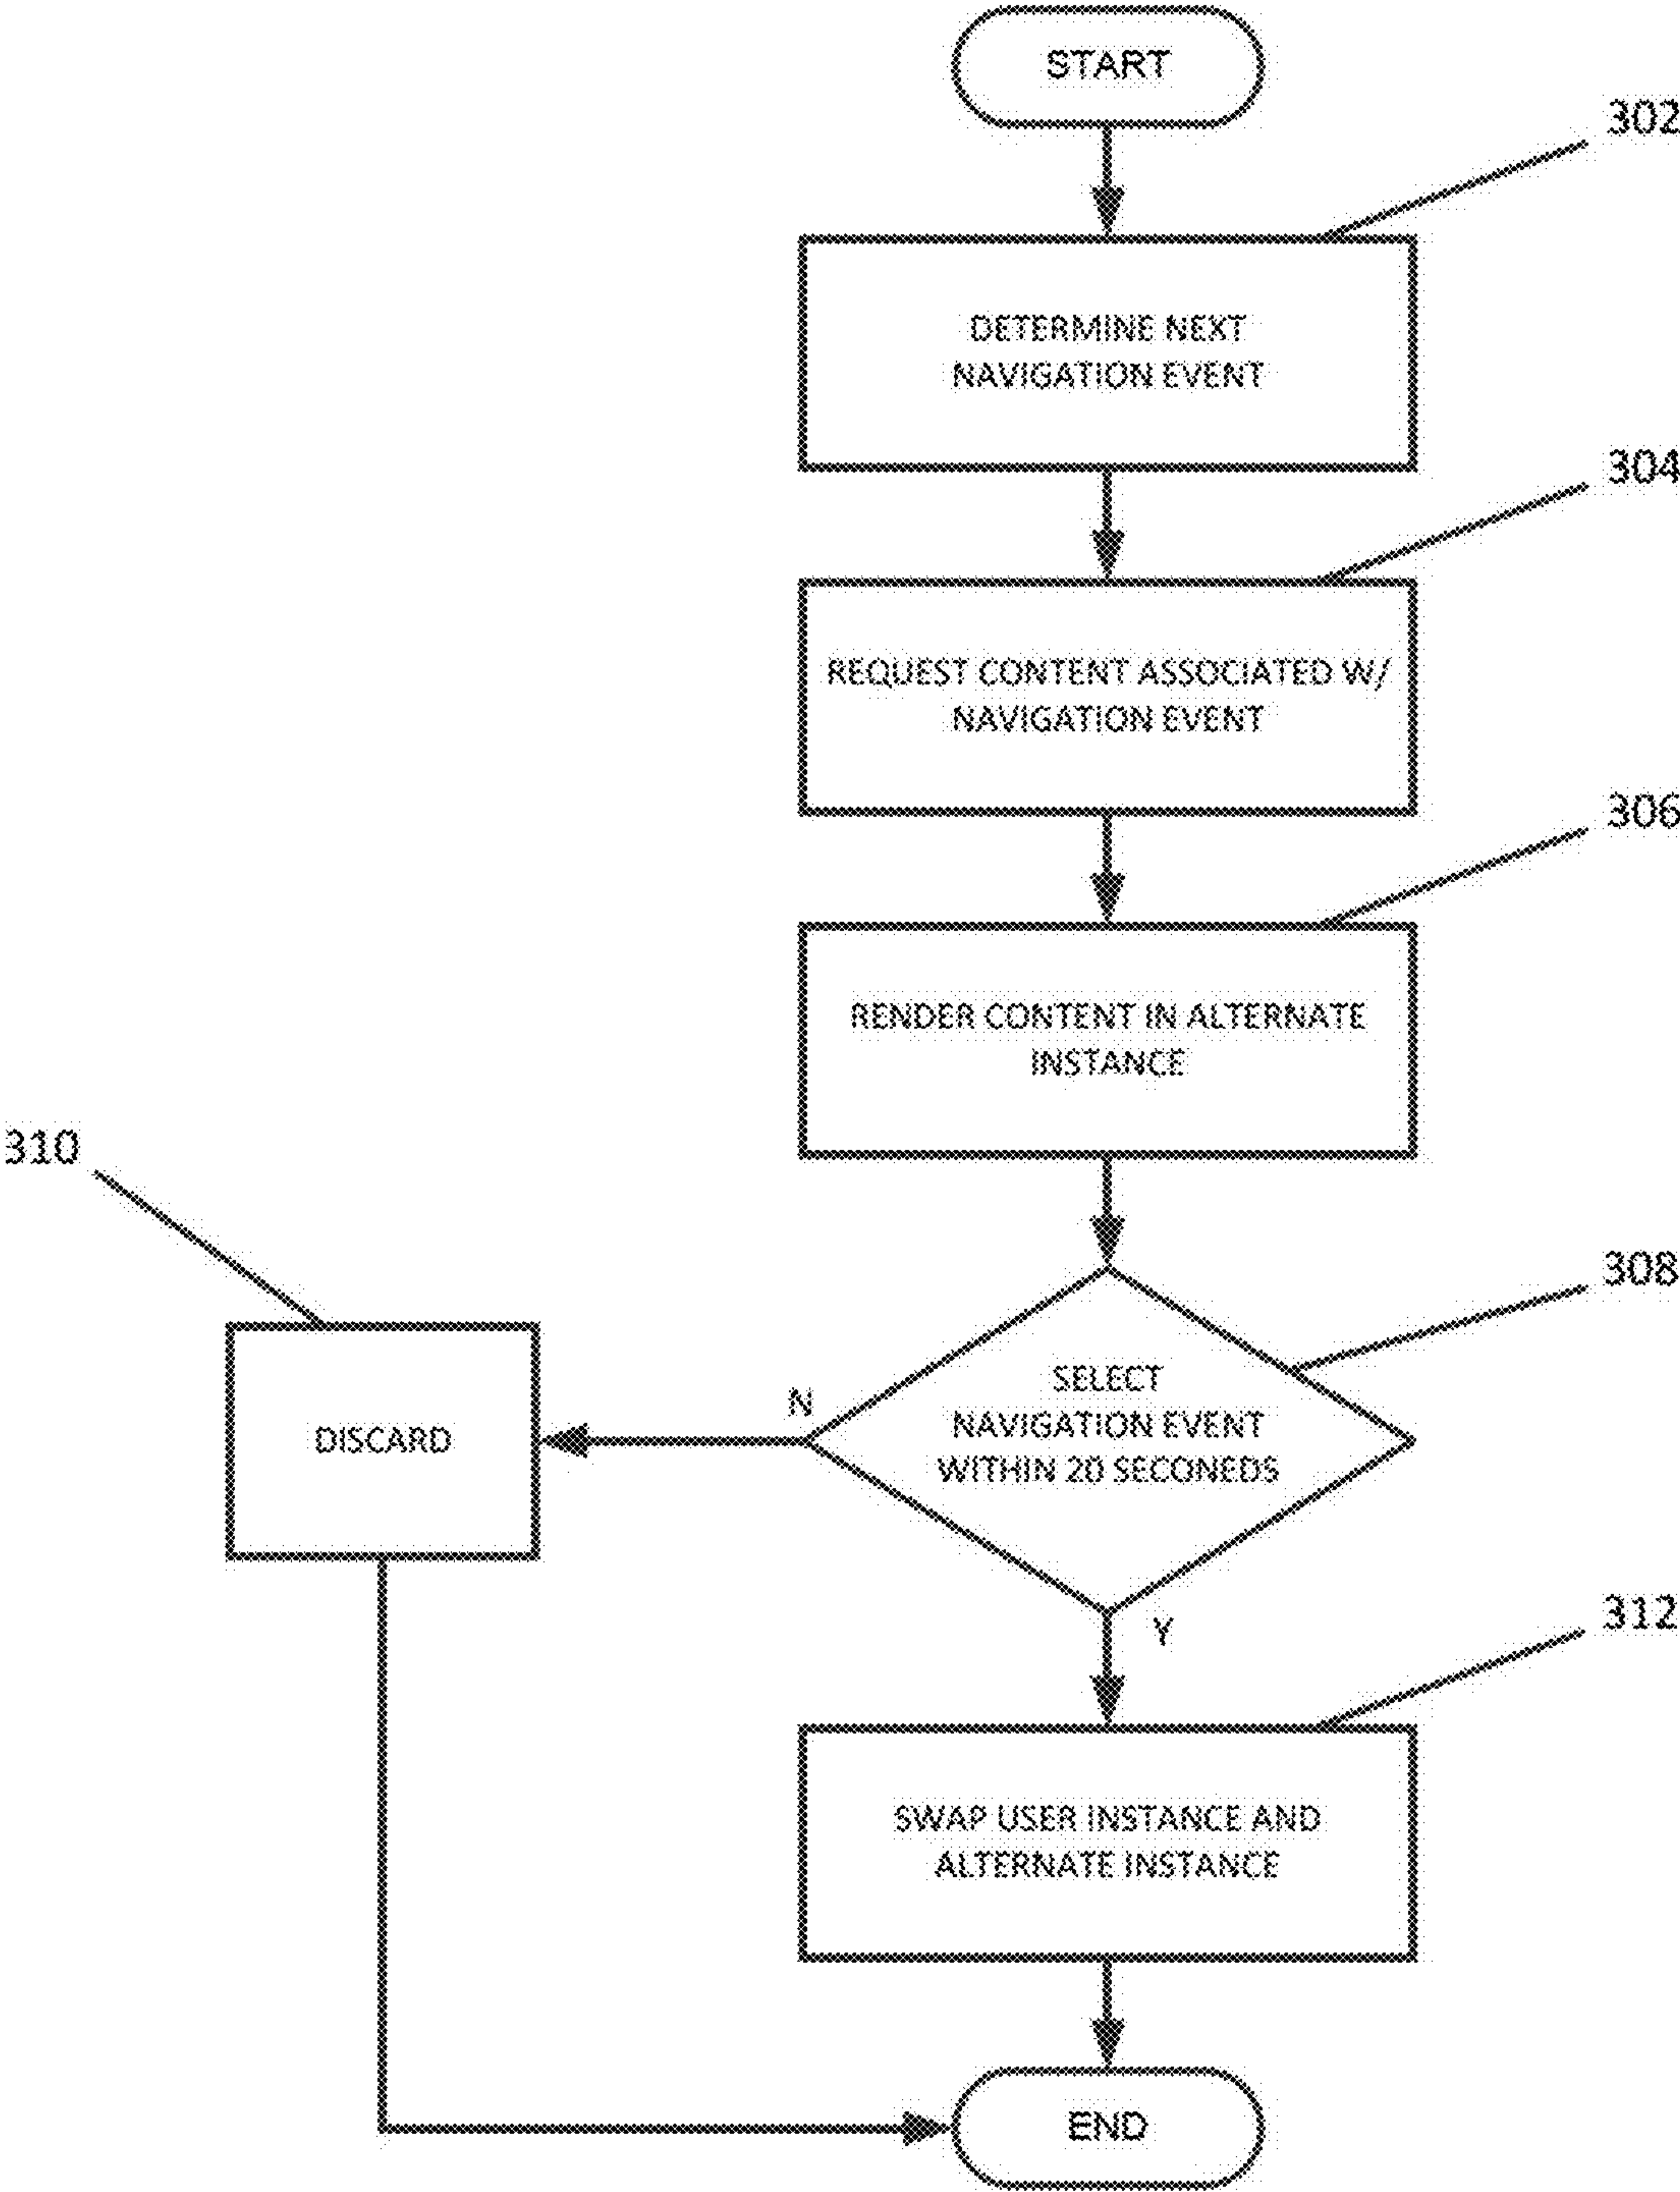 START
302
DETERMINE NEXT
NAVIGATION EVENT
304
REQUEST CONTENT ASSOCIATED W/
NAVIGATION EVENT
306
RENDER CONTENT IN ALTERNATE
INSTANCE
310
308
SELECT
NAVIGATION EVENT
WITHIN 20 SECONEDS
N
DISCARD
Y
312
SWAP USER INSTANCE AND
ALTERNATE INSTANCE
END